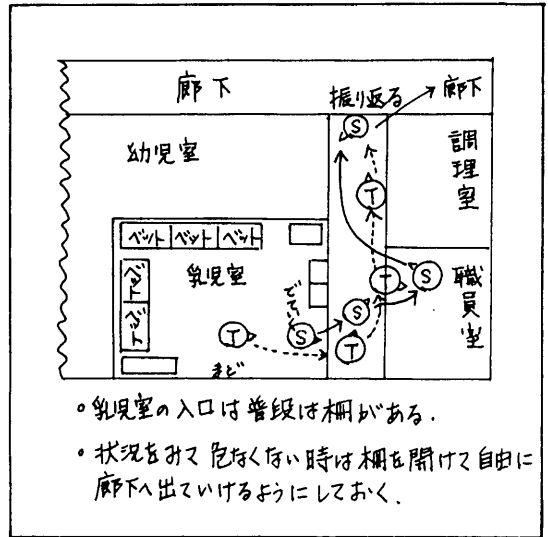 廊下
振り返る
廊下
幼児室
調理室
ベット ベット ベット
乳児室
ベット
ベット
職員室
でていく
まど
S
T
T
S
S
T
S
T
。乳児室の入口は普段は柵がある.
。状況をみて危なくない時は柵を開けて自由に
廊下へ出ていけるようにしておく.